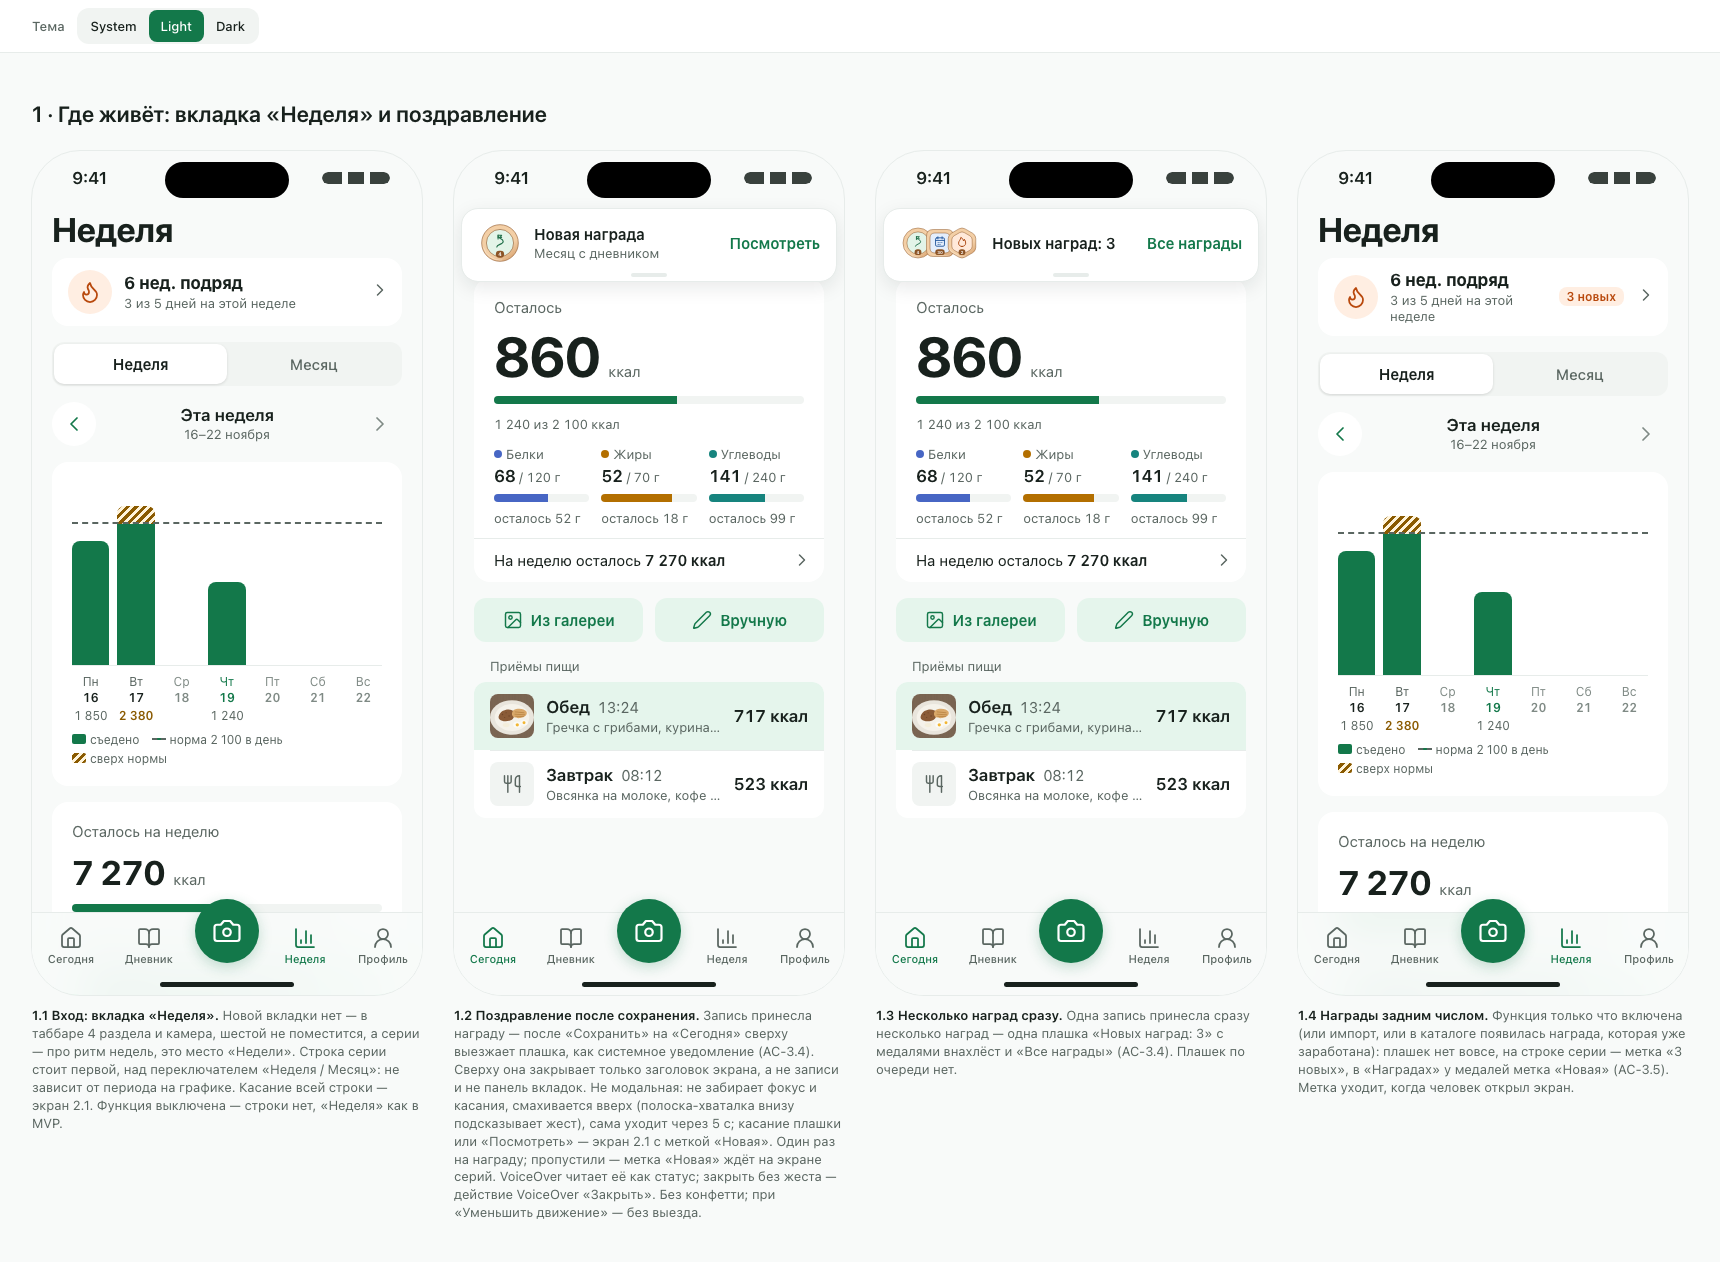 Тема
System
Light
Dark
1 · Где живёт: вкладка «Неделя» и поздравление
9:41
Неделя
6 нед. подряд
3 из 5 дней на этой неделе
Неделя
Месяц
Эта неделя
16–22 ноября
Пн Вт Ср Чт Пт Сб Вс
16 17 18 19 20 21 22
1 850 2 380 1 240
съедено норма 2 100 в день
сверх нормы
Осталось на неделю
7 270 ккал
Сегодня Дневник Неделя Профиль
1.1 Вход: вкладка «Неделя». Новой вкладки нет — в
таббаре 4 раздела и камера, шестой не поместится, а серии
— про ритм недель, это место «Недели». Строка серии
стоит первой, над переключателем «Неделя / Месяц»: не
зависит от периода на графике. Касание всей строки —
экран 2.1. Функция выключена — строки нет, «Неделя» как в
MVP.
9:41
Новая награда
Месяц с дневником
Посмотреть
Осталось
860 ккал
1 240 из 2 100 ккал
Белки Жиры Углеводы
68 / 120 г 52 / 70 г 141 / 240 г
осталось 52 г осталось 18 г осталось 99 г
На неделю осталось 7 270 ккал
Из галереи Вручную
Приёмы пищи
Обед 13:24
Гречка с грибами, курина...
717 ккал
Завтрак 08:12
Овсянка на молоке, кофе ...
523 ккал
Сегодня Дневник Неделя Профиль
1.2 Поздравление после сохранения. Запись принесла
награду — после «Сохранить» на «Сегодня» сверху
выезжает плашка, как системное уведомление (AC-3.4).
Сверху она закрывает только заголовок экрана, а не записи
и не панель вкладок. Не модальная: не забирает фокус и
касания, смахивается вверх (полоска-хваталка внизу
подсказывает жест), сама уходит через 5 с; касание плашки
или «Посмотреть» — экран 2.1 с меткой «Новая». Один раз
на награду; пропустили — метка «Новая» ждёт на экране
серий. VoiceOver читает её как статус; закрыть без жеста —
действие VoiceOver «Закрыть». Без конфетти; при
«Уменьшить движение» — без выезда.
9:41
Новых наград: 3
Все награды
Осталось
860 ккал
1 240 из 2 100 ккал
Белки Жиры Углеводы
68 / 120 г 52 / 70 г 141 / 240 г
осталось 52 г осталось 18 г осталось 99 г
На неделю осталось 7 270 ккал
Из галереи Вручную
Приёмы пищи
Обед 13:24
Гречка с грибами, курина...
717 ккал
Завтрак 08:12
Овсянка на молоке, кофе ...
523 ккал
Сегодня Дневник Неделя Профиль
1.3 Несколько наград сразу. Одна запись принесла сразу
несколько наград — одна плашка «Новых наград: 3» с
медалями внахлёст и «Все награды» (AC-3.4). Плашек по
очереди нет.
9:41
Неделя
6 нед. подряд
3 из 5 дней на этой
неделе
3 новых
Неделя
Месяц
Эта неделя
16–22 ноября
Пн Вт Ср Чт Пт Сб Вс
16 17 18 19 20 21 22
1 850 2 380 1 240
съедено норма 2 100 в день
сверх нормы
Осталось на неделю
7 270 ккал
Сегодня Дневник Неделя Профиль
1.4 Награды задним числом. Функция только что включена
(или импорт, или в каталоге появилась награда, которая уже
заработана): плашек нет вовсе, на строке серии — метка «3
новых», в «Наградах» у медалей метка «Новая» (AC-3.5).
Метка уходит, когда человек открыл экран.